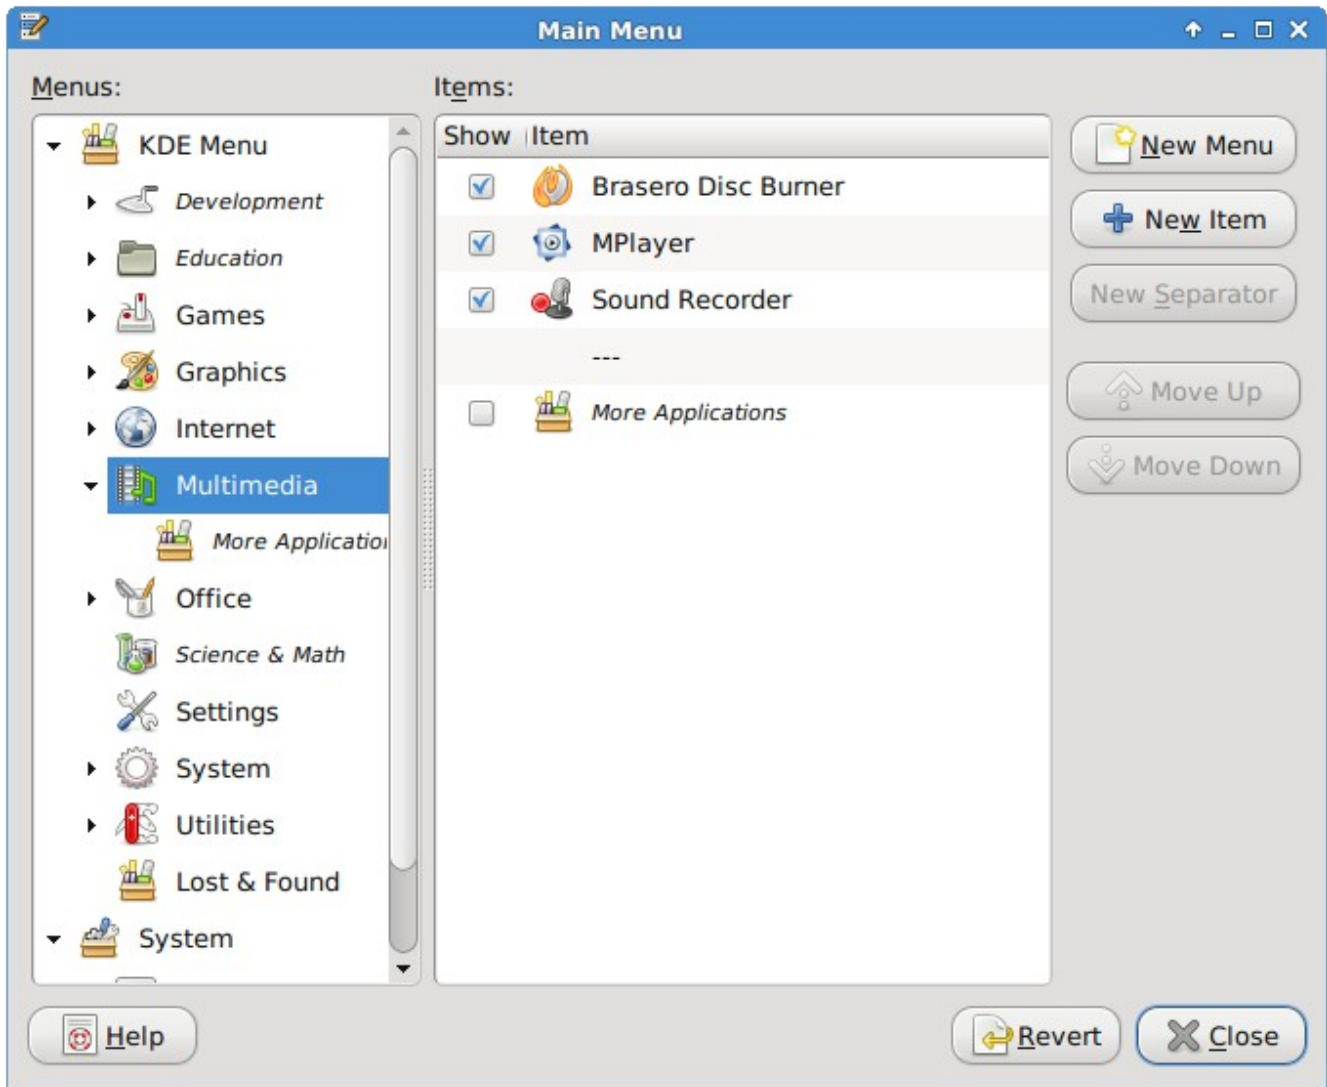 Main Menu
Menus:
Items:
KDE Menu
Development
Education
Games
Graphics
Internet
Multimedia
More Application
Office
Science & Math
Settings
System
Utilities
Lost & Found
System
Show Item
Brasero Disc Burner
MPlayer
Sound Recorder
---
More Applications
New Menu
New Item
New Separator
Move Up
Move Down
Help
Revert
Close